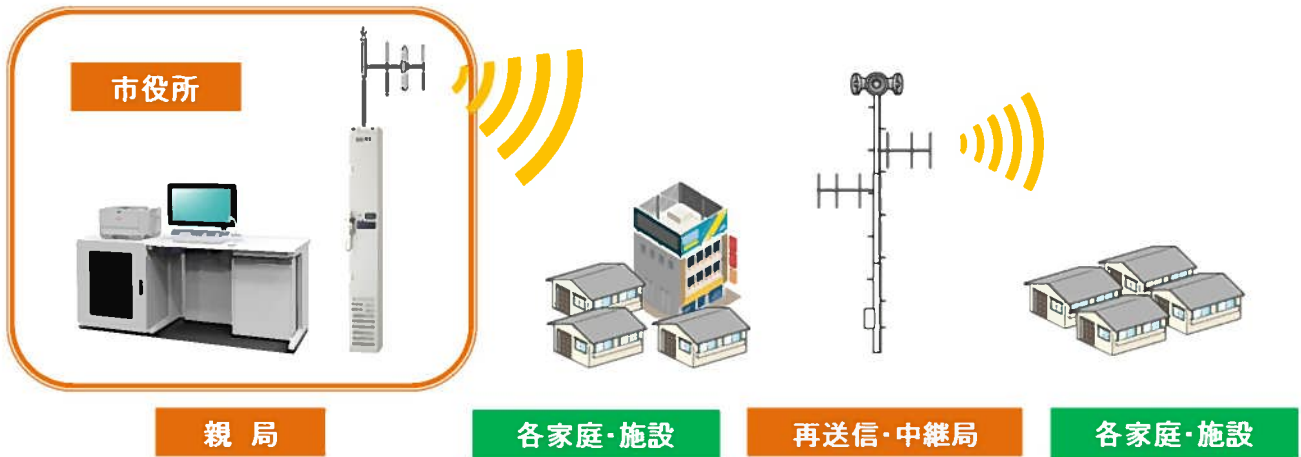 市役所
親 局
各家庭・施設
再送信・中継局
各家庭・施設